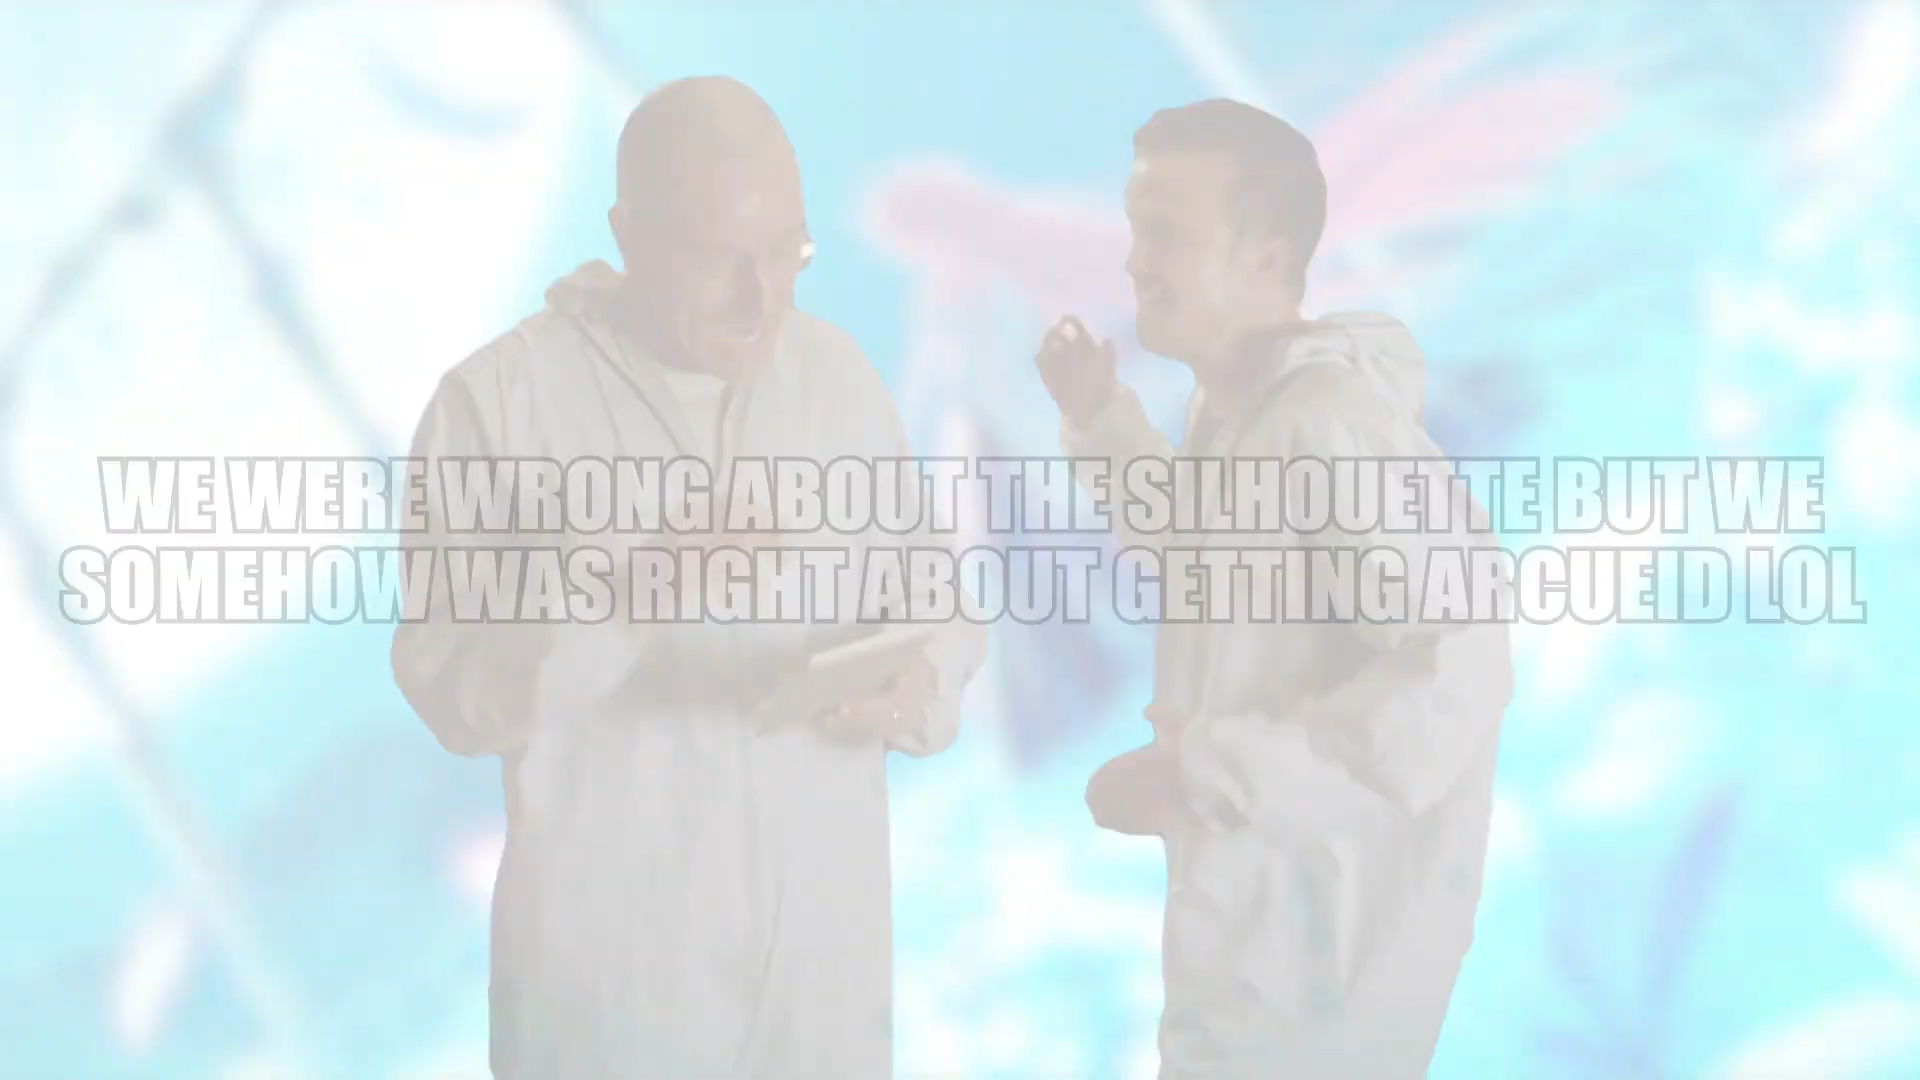 WE WERE WRONG ABOUT THE SILHOUETTE BUT WE
SOMEHOW WAS RIGHT ABOUT GETTING ARCUEID LOL